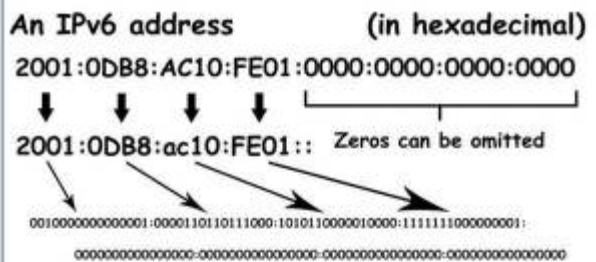 An IPv6 address (in hexadecimal)
2001:0DB8:AC10:FE01:0000:0000:0000:0000
2001:0DB8:ac10:FE01:: Zeros can be omitted
0010000000000001:0000110110111000:1010110000010000:1111111000000001:
0000000000000000:0000000000000000:0000000000000000:0000000000000000